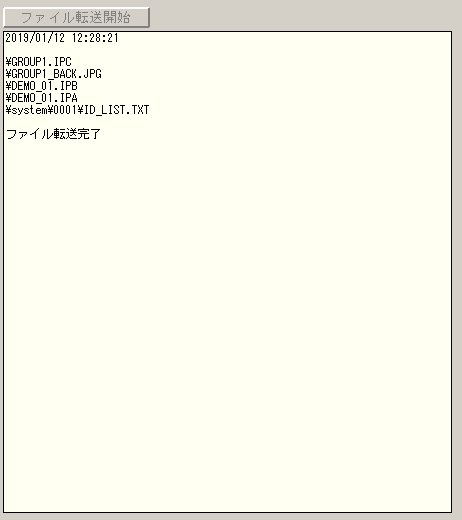 ファイル転送開始
2019/01/12 12:28:21
¥GROUP1.IPC
¥GROUP1_BACK.JPG
¥DEMO_01.IPB
¥DEMO_01.IPA
¥system¥0001¥ID_LIST.TXT
ファイル転送完了